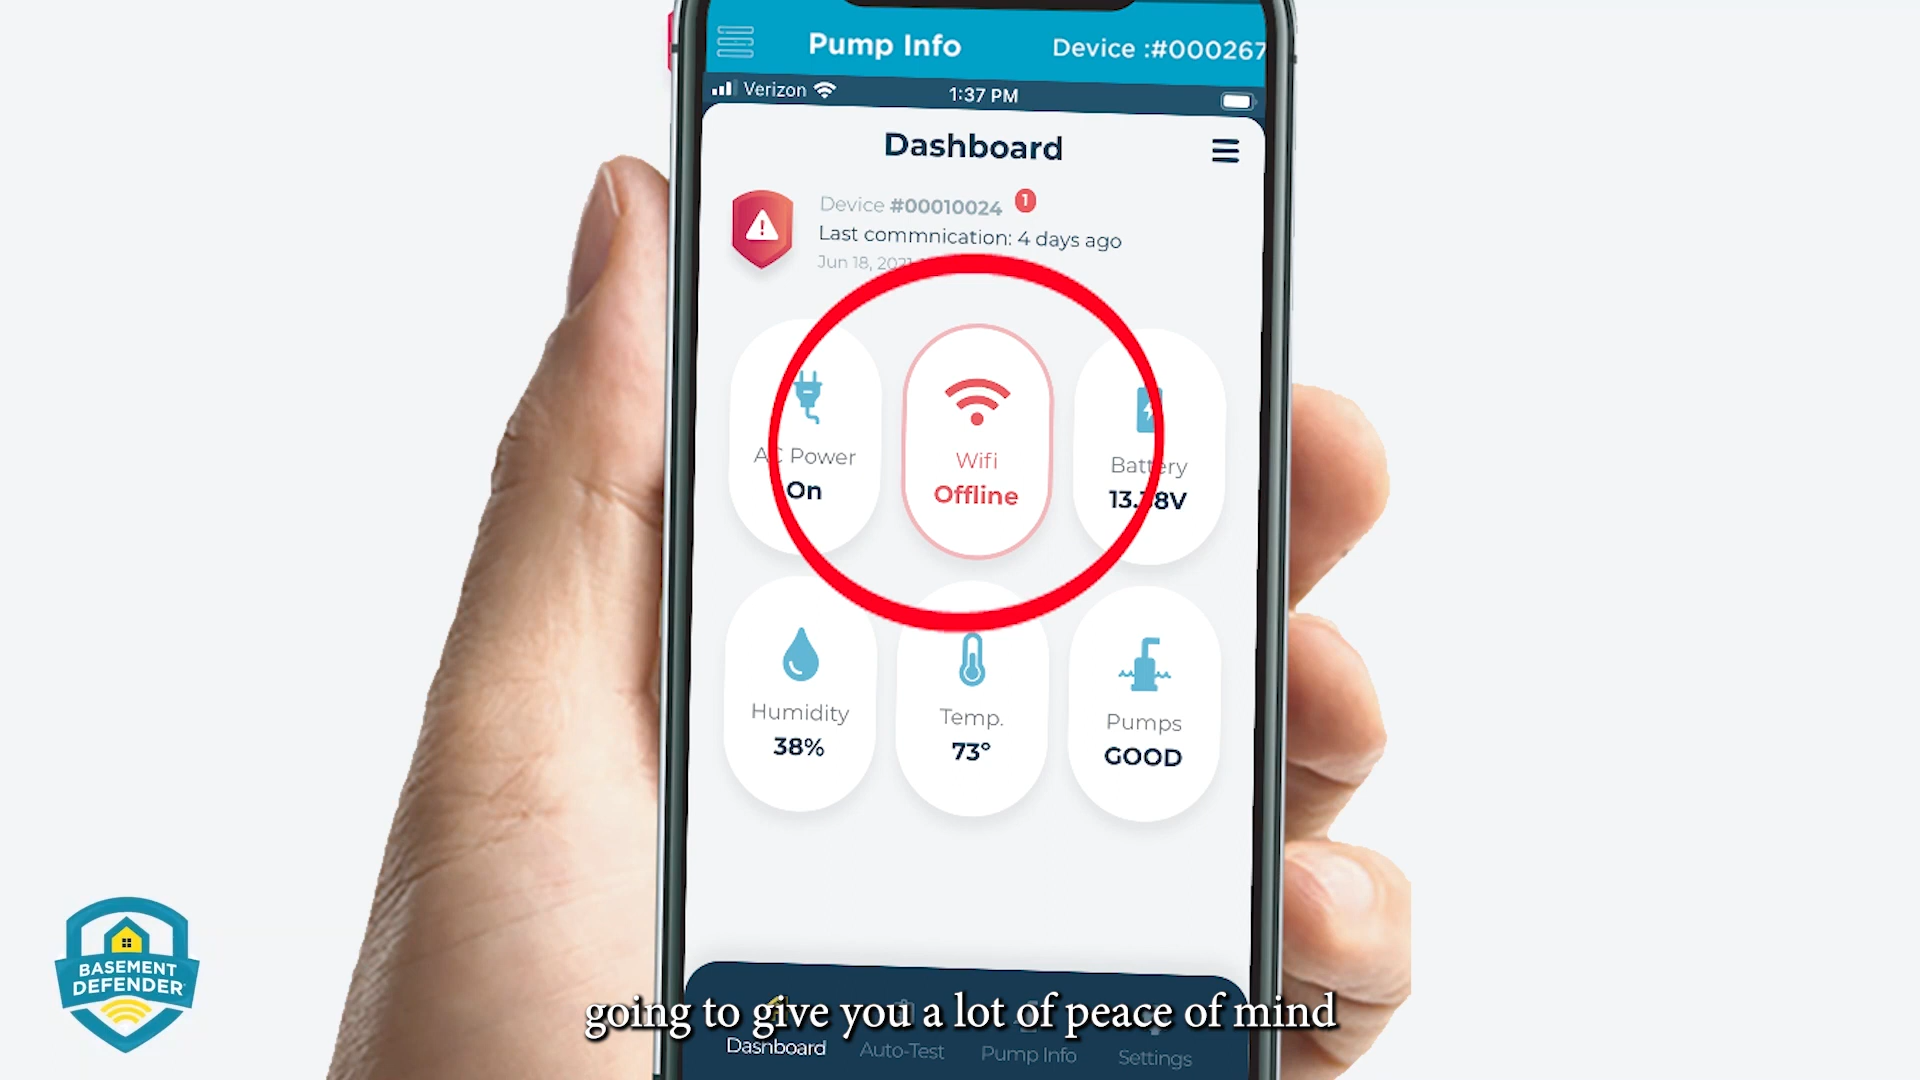 Pump Info
Device :#000267
Verizon
1:37 PM
Dashboard
Device #00010024
1
Last commnication: 4 days ago
Jun 18,
AC Power
On
Wifi
Offline
Battery
Humidity
38%
Temp.
73°
Pumps
GOOD
BASEMENT
DEFENDER
going to give you a lot of peace of mind
Dashboard
Auto-Test
Pump Info
Settings